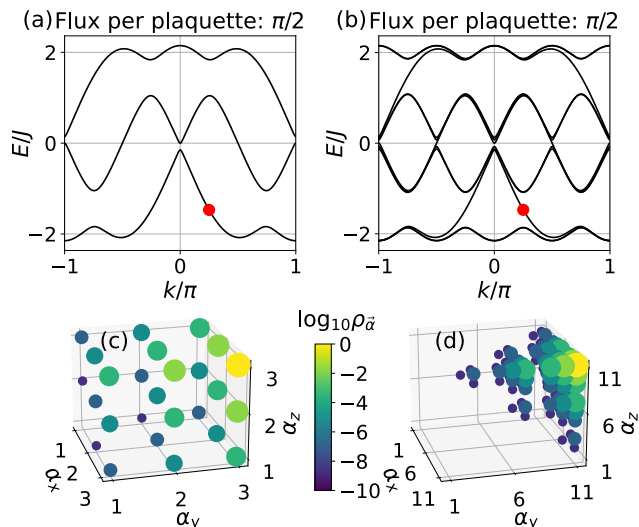 (a) Flux per plaquette: π/2
(b) Flux per plaquette: π/2
E/J
2
0
−2
−1
0
1
k/π
E/J
2
0
−2
−1
0
1
k/π
(c)
log₁₀ρ_α⃗
(d)
0
−2
−4
−6
−8
−10
3
2
1
α_z
1
2
3
α_x
1
2
3
α_y
11
6
1
α_z
1
6
11
α_x
1
6
11
α_y